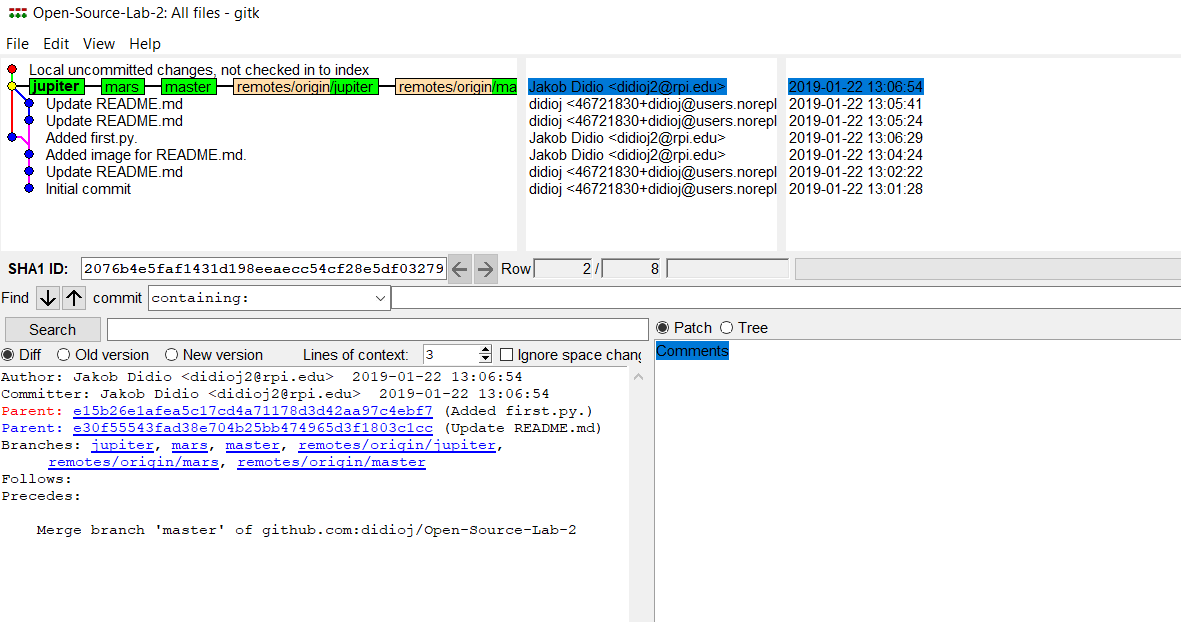 Open-Source-Lab-2: All files - gitk
File Edit View Help
Local uncommitted changes, not checked in to index
jupiter mars master remotes/origin/jupiter remotes/origin/ma Jakob Didio <didioj2@rpi.edu> 2019-01-22 13:06:54
Update README.md didioj <46721830+didioj@users.norepl 2019-01-22 13:05:41
Update README.md didioj <46721830+didioj@users.norepl 2019-01-22 13:05:24
Added first.py. Jakob Didio <didioj2@rpi.edu> 2019-01-22 13:06:29
Added image for README.md. Jakob Didio <didioj2@rpi.edu> 2019-01-22 13:04:24
Update README.md didioj <46721830+didioj@users.norepl 2019-01-22 13:02:22
Initial commit didioj <46721830+didioj@users.norepl 2019-01-22 13:01:28
SHA1 ID: 2076b4e5faf1431d198eeaecc54cf28e5df03279 Row 2 / 8
Find commit containing:
Search Patch Tree
Diff Old version New version Lines of context: 3 Ignore space chang
Comments
Author: Jakob Didio <didioj2@rpi.edu> 2019-01-22 13:06:54
Committer: Jakob Didio <didioj2@rpi.edu> 2019-01-22 13:06:54
Parent: e15b26e1afea5c17cd4a71178d3d42aa97c4ebf7 (Added first.py.)
Parent: e30f55543fad38e704b25bb474965d3f1803c1cc (Update README.md)
Branches: jupiter, mars, master, remotes/origin/jupiter,
remotes/origin/mars, remotes/origin/master
Follows:
Precedes:
Merge branch 'master' of github.com:didioj/Open-Source-Lab-2